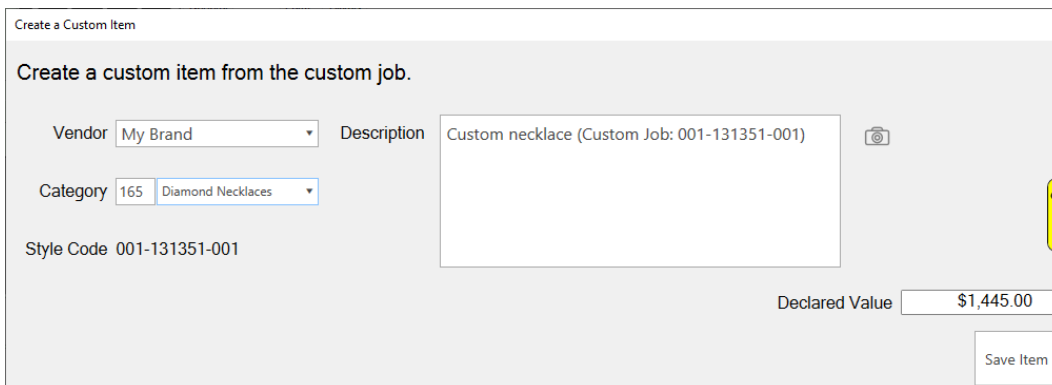 Create a Custom Item
Create a custom item from the custom job.
Vendor My Brand Description Custom necklace (Custom Job: 001-131351-001)
Category 165 Diamond Necklaces
Style Code 001-131351-001
Declared Value $1,445.00
Save Item